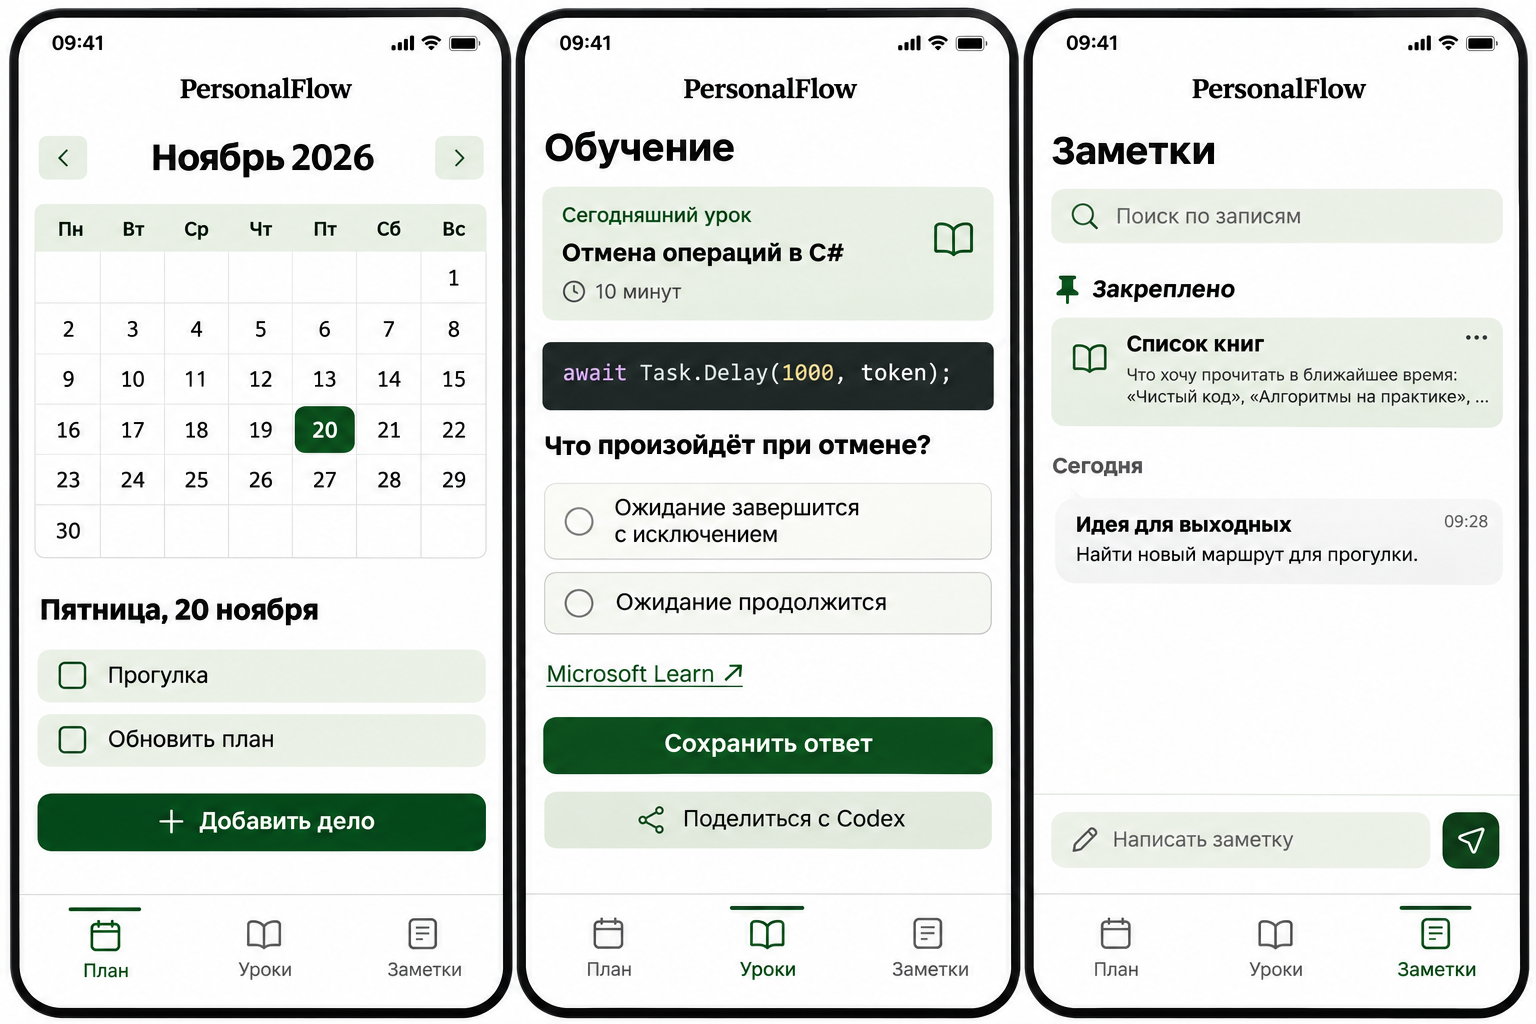 09:41
PersonalFlow
Ноябрь 2026
Пн Вт Ср Чт Пт Сб Вс
1
2 3 4 5 6 7 8
9 10 11 12 13 14 15
16 17 18 19 20 21 22
23 24 25 26 27 28 29
30
Пятница, 20 ноября
Прогулка
Обновить план
Добавить дело
План Уроки Заметки
09:41
PersonalFlow
Обучение
Сегодняшний урок
Отмена операций в C#
10 минут
await Task.Delay(1000, token);
Что произойдёт при отмене?
Ожидание завершится
с исключением
Ожидание продолжится
Microsoft Learn
Сохранить ответ
Поделиться с Codex
План Уроки Заметки
09:41
PersonalFlow
Заметки
Поиск по записям
Закреплено
Список книг
Что хочу прочитать в ближайшее время:
«Чистый код», «Алгоритмы на практике», ...
Сегодня
Идея для выходных 09:28
Найти новый маршрут для прогулки.
Написать заметку
План Уроки Заметки